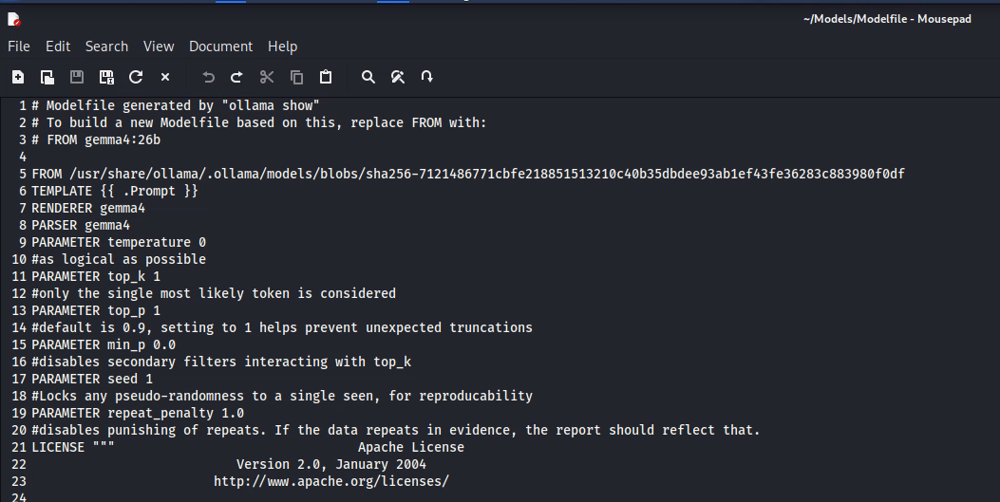 ~/Models/Modelfile - Mousepad
File Edit Search View Document Help
1 # Modelfile generated by "ollama show"
2 # To build a new Modelfile based on this, replace FROM with:
3 # FROM gemma4:26b
4
5 FROM /usr/share/ollama/.ollama/models/blobs/sha256-7121486771cbfe218851513210c40b35dbdee93ab1ef43fe36283c883980f0df
6 TEMPLATE {{ .Prompt }}
7 RENDERER gemma4
8 PARSER gemma4
9 PARAMETER temperature 0
10 #as logical as possible
11 PARAMETER top_k 1
12 #only the single most likely token is considered
13 PARAMETER top_p 1
14 #default is 0.9, setting to 1 helps prevent unexpected truncations
15 PARAMETER min_p 0.0
16 #disables secondary filters interacting with top_k
17 PARAMETER seed 1
18 #Locks any pseudo-randomness to a single seen, for reproducability
19 PARAMETER repeat_penalty 1.0
20 #disables punishing of repeats. If the data repeats in evidence, the report should reflect that.
21 LICENSE """                                Apache License
22                            Version 2.0, January 2004
23                         http://www.apache.org/licenses/
24